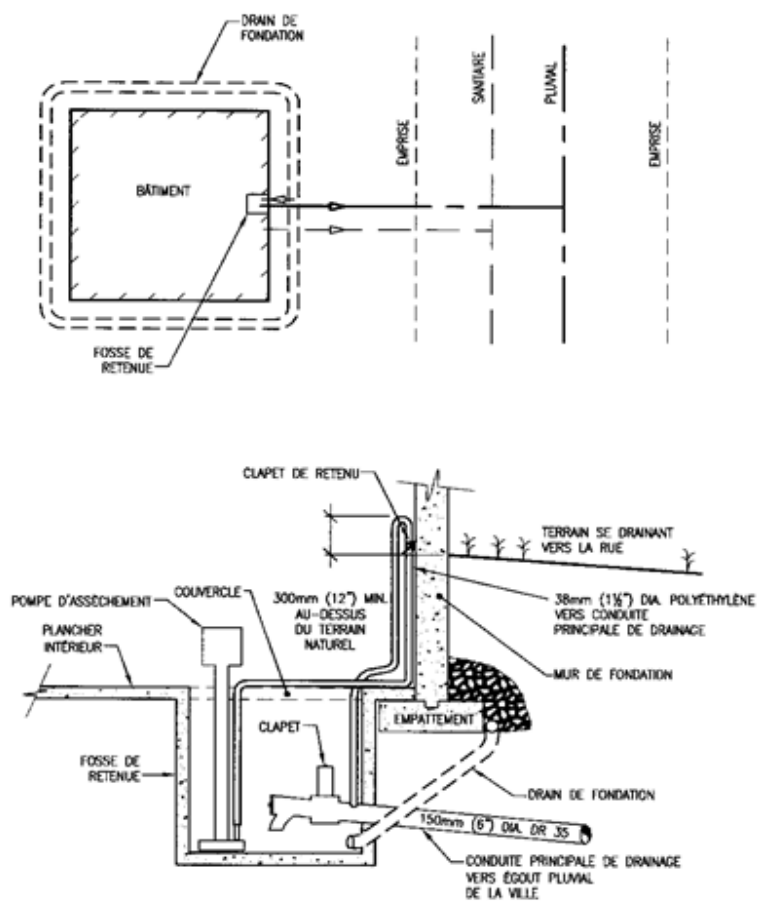 DRAIN DE
FONDATION
EMPRISE
SANITAIRE
PLUVIAL
EMPRISE
BÂTIMENT
FOSSE DE
RETENUE
CLAPET DE RETENU
TERRAIN SE DRAINANT
VERS LA RUE
COUVERCLE
POMPE D'ASSÈCHEMENT
300mm (12") MIN.
AU-DESSUS
DU TERRAIN
NATUREL
38mm (1½") DIA. POLYÉTHYLÈNE
VERS CONDUITE
PRINCIPALE DE DRAINAGE
PLANCHER
INTÉRIEUR
MUR DE FONDATION
EMPATTEMENT
CLAPET
FOSSE DE
RETENUE
DRAIN DE FONDATION
150mm (6") DIA. DR 35
CONDUITE PRINCIPALE DE DRAINAGE
VERS ÉGOUT PLUVIAL
DE LA VILLE